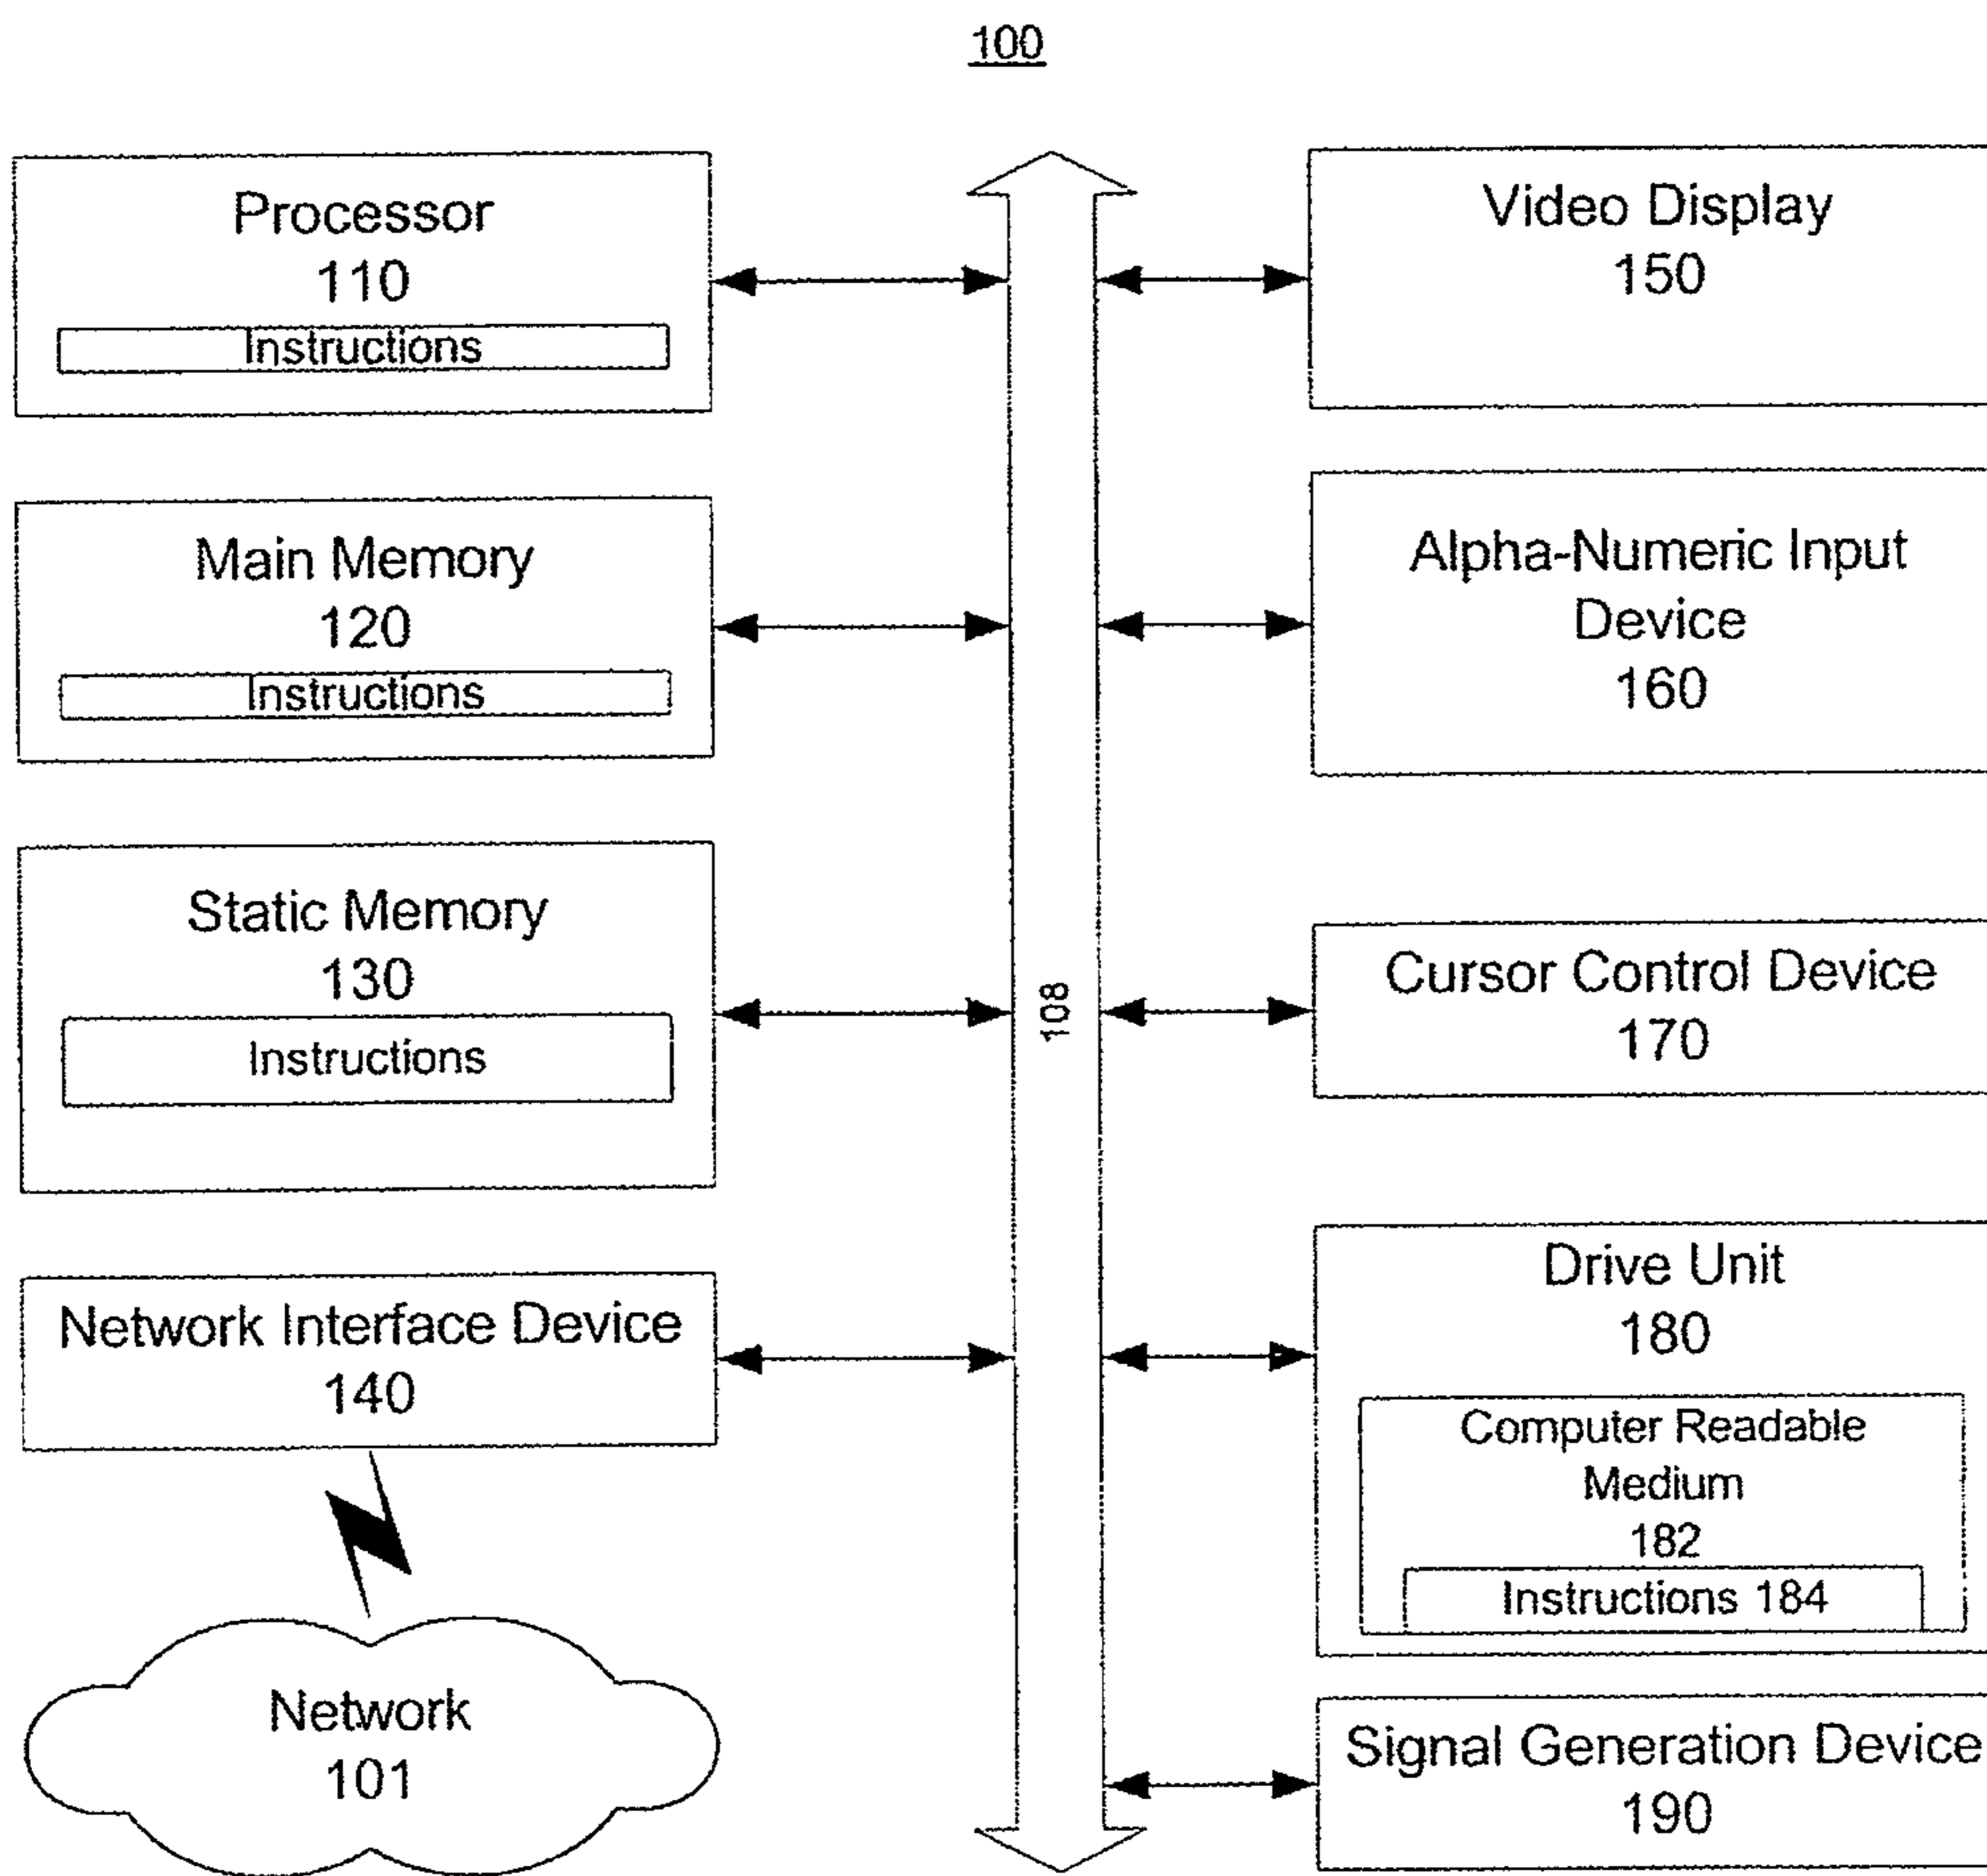 100
Processor
110
Instructions
Main Memory
120
Instructions
Static Memory
130
Instructions
Network Interface Device
140
Network
101
108
Video Display
150
Alpha-Numeric Input
Device
160
Cursor Control Device
170
Drive Unit
180
Computer Readable
Medium
182
Instructions 184
Signal Generation Device
190